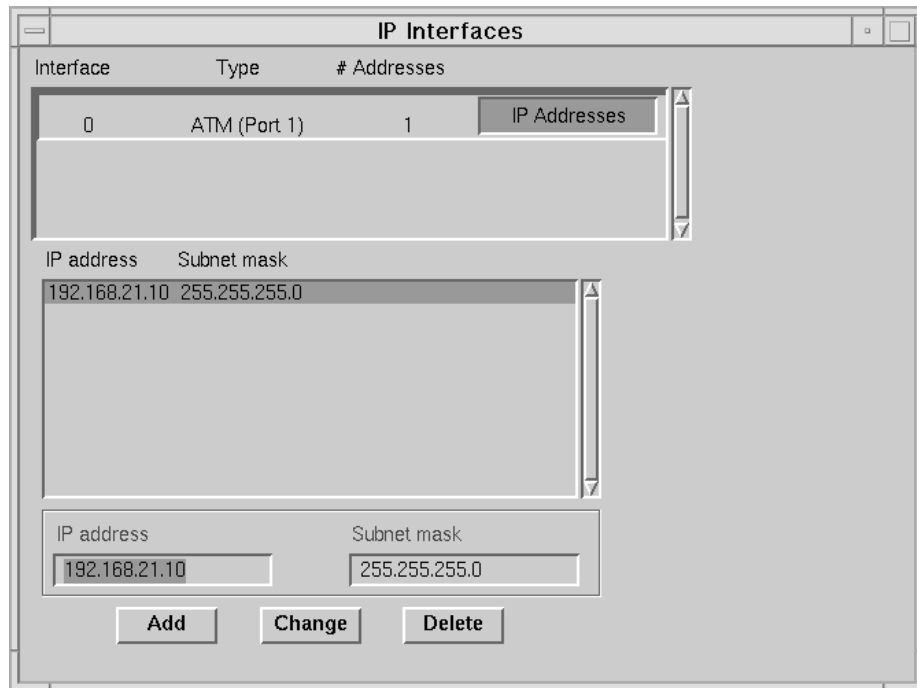 IP Interfaces
Interface Type # Addresses
0 ATM (Port 1) 1 IP Addresses
IP address Subnet mask
192.168.21.10 255.255.255.0
IP address Subnet mask
192.168.21.10 255.255.255.0
Add Change Delete